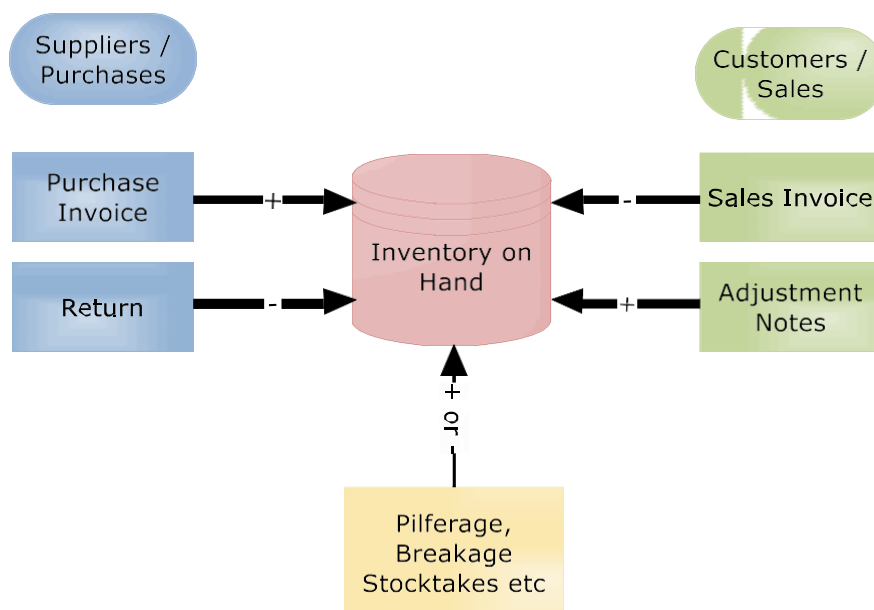 Suppliers /
Purchases
Customers /
Sales
Purchase
Invoice
+
-
Sales Invoice
Inventory on
Hand
Return
-
+
Adjustment
Notes
+ or -
Pilferage,
Breakage
Stocktakes etc